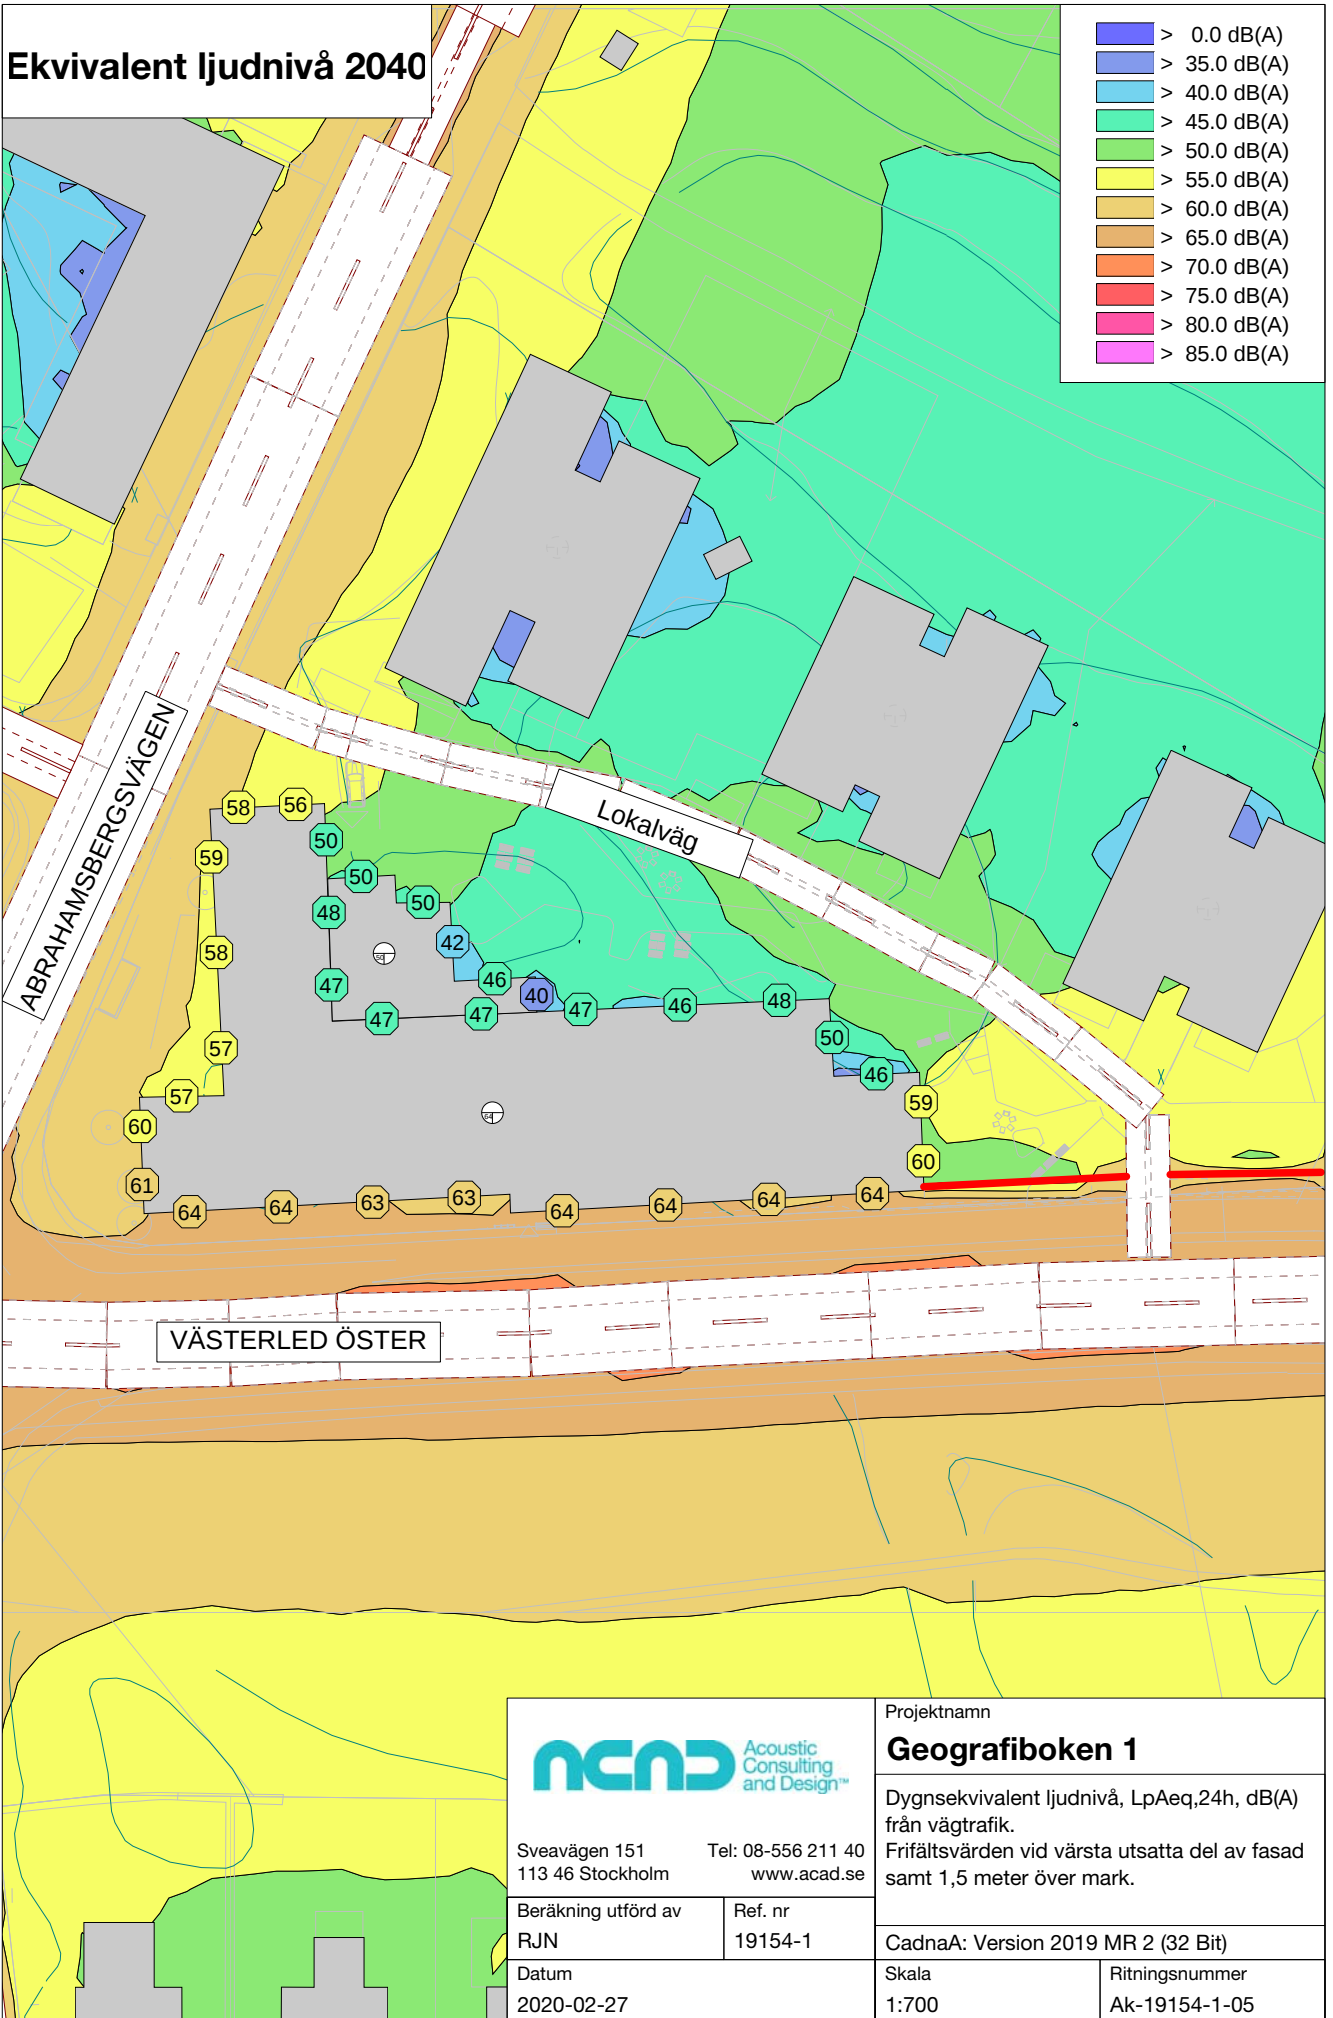 Ekvivalent ljudnivå 2040
> 0.0 dB(A)
> 35.0 dB(A)
> 40.0 dB(A)
> 45.0 dB(A)
> 50.0 dB(A)
> 55.0 dB(A)
> 60.0 dB(A)
> 65.0 dB(A)
> 70.0 dB(A)
> 75.0 dB(A)
> 80.0 dB(A)
> 85.0 dB(A)
ABRAHAMSBERGSVÄGEN
Lokalväg
58
56
50
59
50
50
48
42
58
46
47
40
47
46
48
47
47
50
57
46
57
59
60
60
61
64
64
63
63
64
64
64
64
VÄSTERLED ÖSTER
ACAD
Acoustic
Consulting
and Design™
Sveavägen 151
113 46 Stockholm
Tel: 08-556 211 40
www.acad.se
Beräkning utförd av
RJN
Ref. nr
19154-1
Datum
2020-02-27
Projektnamn
Geografiboken 1
Dygnsekvivalent ljudnivå, LpAeq,24h, dB(A)
från vägtrafik.
Frifältsvärden vid värsta utsatta del av fasad
samt 1,5 meter över mark.
CadnaA: Version 2019 MR 2 (32 Bit)
Skala
1:700
Ritningsnummer
Ak-19154-1-05